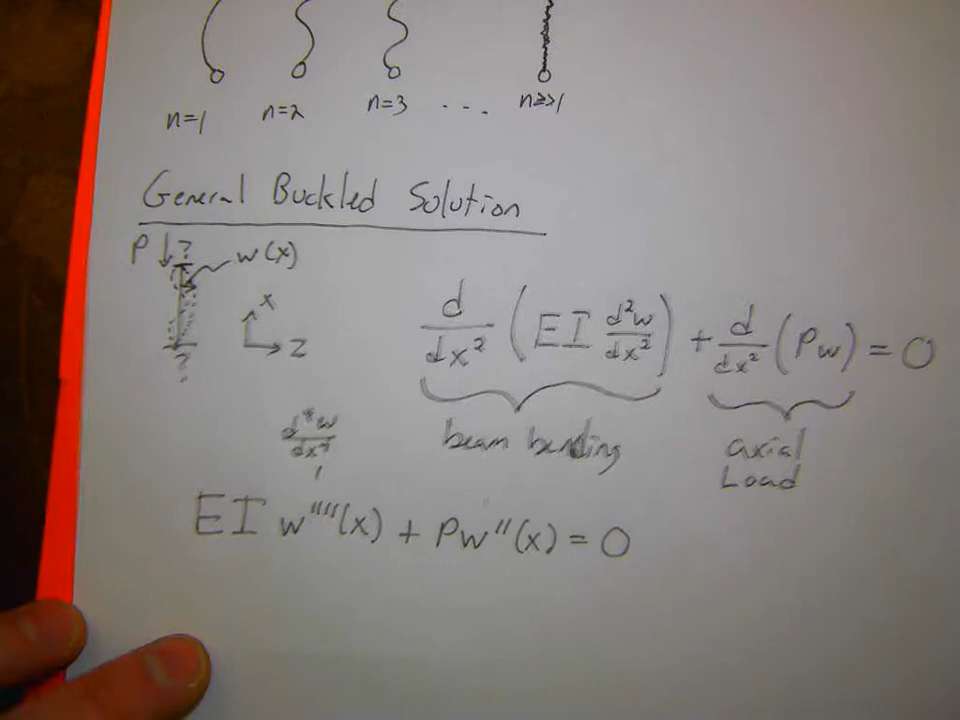 n=1 n=2 n=3 ... n>>1
General Buckled Solution
P ↓ ? w(x)
x
z
?
d/dx² (EI d²w/dx²) + d/dx² (Pw) = 0
beam bending axial Load
d⁴w/dx⁴
EI w''''(x) + Pw''(x) = 0